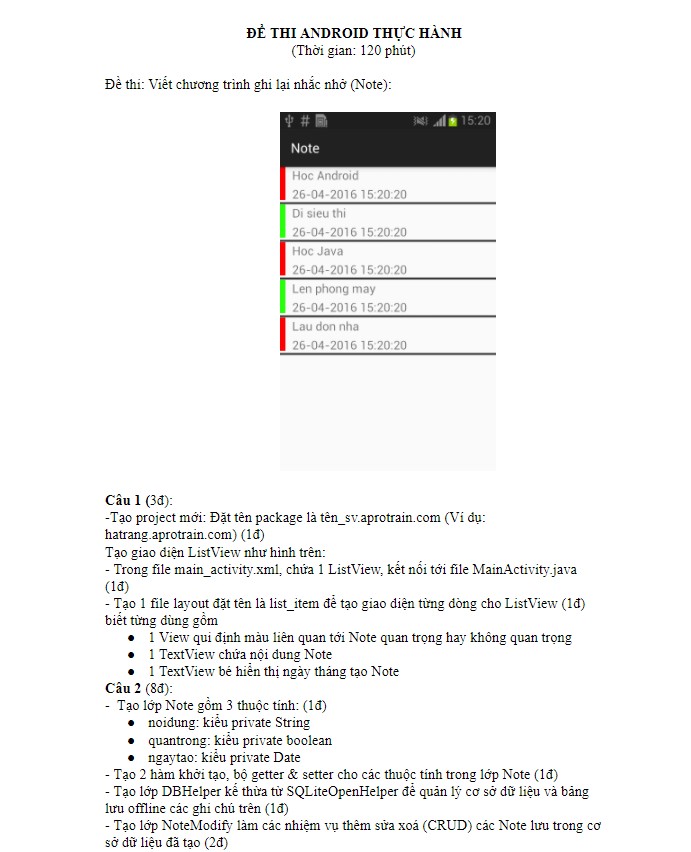 ĐỀ THI ANDROID THỰC HÀNH
(Thời gian: 120 phút)
Đề thi: Viết chương trình ghi lại nhắc nhở (Note):
15:20
Note
Hoc Android
26-04-2016 15:20:20
Di sieu thi
26-04-2016 15:20:20
Hoc Java
26-04-2016 15:20:20
Len phong may
26-04-2016 15:20:20
Lau don nha
26-04-2016 15:20:20
Câu 1 (3đ):
-Tạo project mới: Đặt tên package là tên_sv.aprotrain.com (Ví dụ:
hatrang.aprotrain.com) (1đ)
Tạo giao diện ListView như hình trên:
- Trong file main_activity.xml, chứa 1 ListView, kết nối tới file MainActivity.java
(1đ)
- Tạo 1 file layout đặt tên là list_item để tạo giao diện từng dòng cho ListView (1đ)
biết từng dùng gồm
● 1 View qui định màu liên quan tới Note quan trọng hay không quan trọng
● 1 TextView chứa nội dung Note
● 1 TextView bé hiển thị ngày tháng tạo Note
Câu 2 (8đ):
- Tạo lớp Note gồm 3 thuộc tính: (1đ)
● noidung: kiểu private String
● quantrong: kiểu private boolean
● ngaytao: kiểu private Date
- Tạo 2 hàm khởi tạo, bộ getter & setter cho các thuộc tính trong lớp Note (1đ)
- Tạo lớp DBHelper kế thừa từ SQLiteOpenHelper để quản lý cơ sở dữ liệu và bảng
lưu offline các ghi chú trên (1đ)
- Tạo lớp NoteModify làm các nhiệm vụ thêm sửa xoá (CRUD) các Note lưu trong cơ
sở dữ liệu đã tạo (2đ)